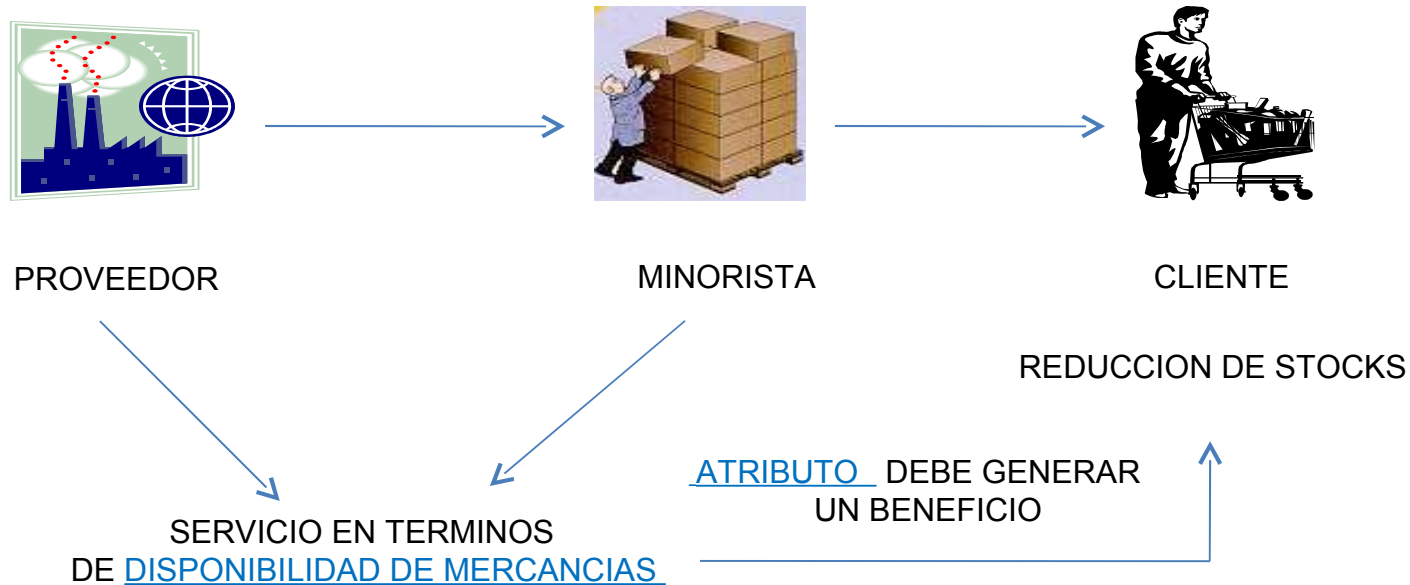 PROVEEDOR
MINORISTA
CLIENTE
REDUCCION DE STOCKS
ATRIBUTO DEBE GENERAR
UN BENEFICIO
SERVICIO EN TERMINOS
DE DISPONIBILIDAD DE MERCANCIAS